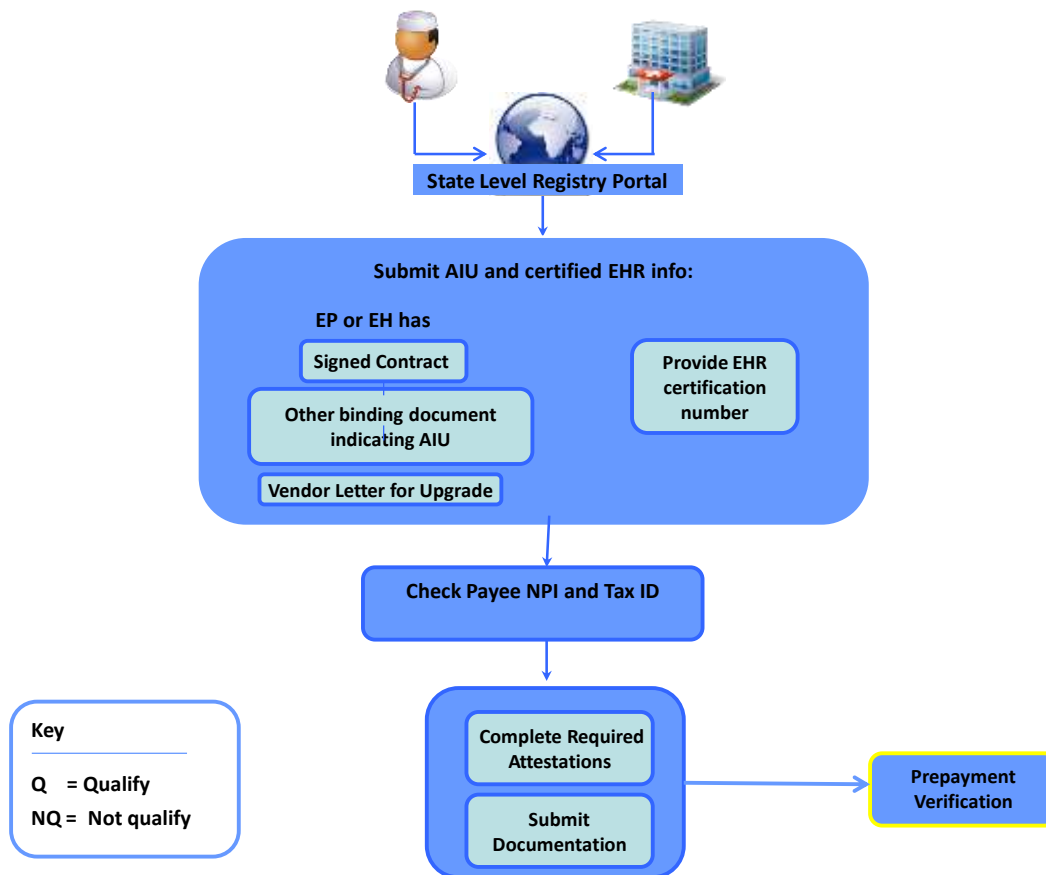 State Level Registry Portal
Submit AIU and certified EHR info:
EP or EH has
Signed Contract
Other binding document
indicating AIU
Vendor Letter for Upgrade
Provide EHR
certification
number
Check Payee NPI and Tax ID
Complete Required
Attestations
Submit
Documentation
Prepayment
Verification
Key
Q = Qualify
NQ = Not qualify